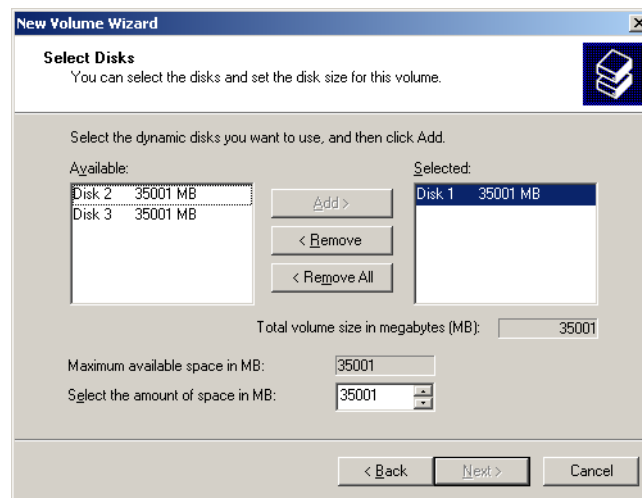 New Volume Wizard
Select Disks
You can select the disks and set the disk size for this volume.
Select the dynamic disks you want to use, and then click Add.
Available:
Selected:
Disk 2 35001 MB
Disk 3 35001 MB
Add >
< Remove
< Remove All
Disk 1 35001 MB
Total volume size in megabytes (MB): 35001
Maximum available space in MB: 35001
Select the amount of space in MB: 35001
< Back
Next >
Cancel